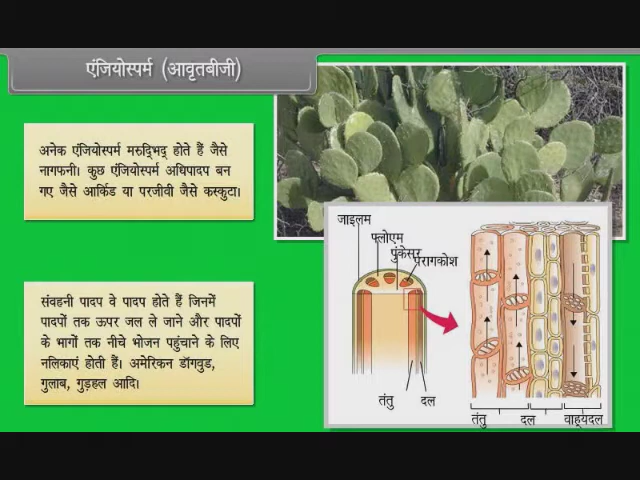 एंजियोस्पर्म (आवृतबीजी)
अनेक एंजियोस्पर्म मरुद्भिद् होते हैं जैसे
नागफनी। कुछ एंजियोस्पर्म अधिपादप बन
गए जैसे आर्किड या परजीवी जैसे कस्कुटा।
जाइलम
फ्लोएम
पुंकेसर
परागकोश
तंतु दल
तंतु दल वाह्यदल
संवहनी पादप वे पादप होते हैं जिनमें
पादपों तक ऊपर जल ले जाने और पादपों
के भागों तक नीचे भोजन पहुंचाने के लिए
नलिकाएं होती हैं। अमेरिकन डॉगवुड,
गुलाब, गुड़हल आदि।